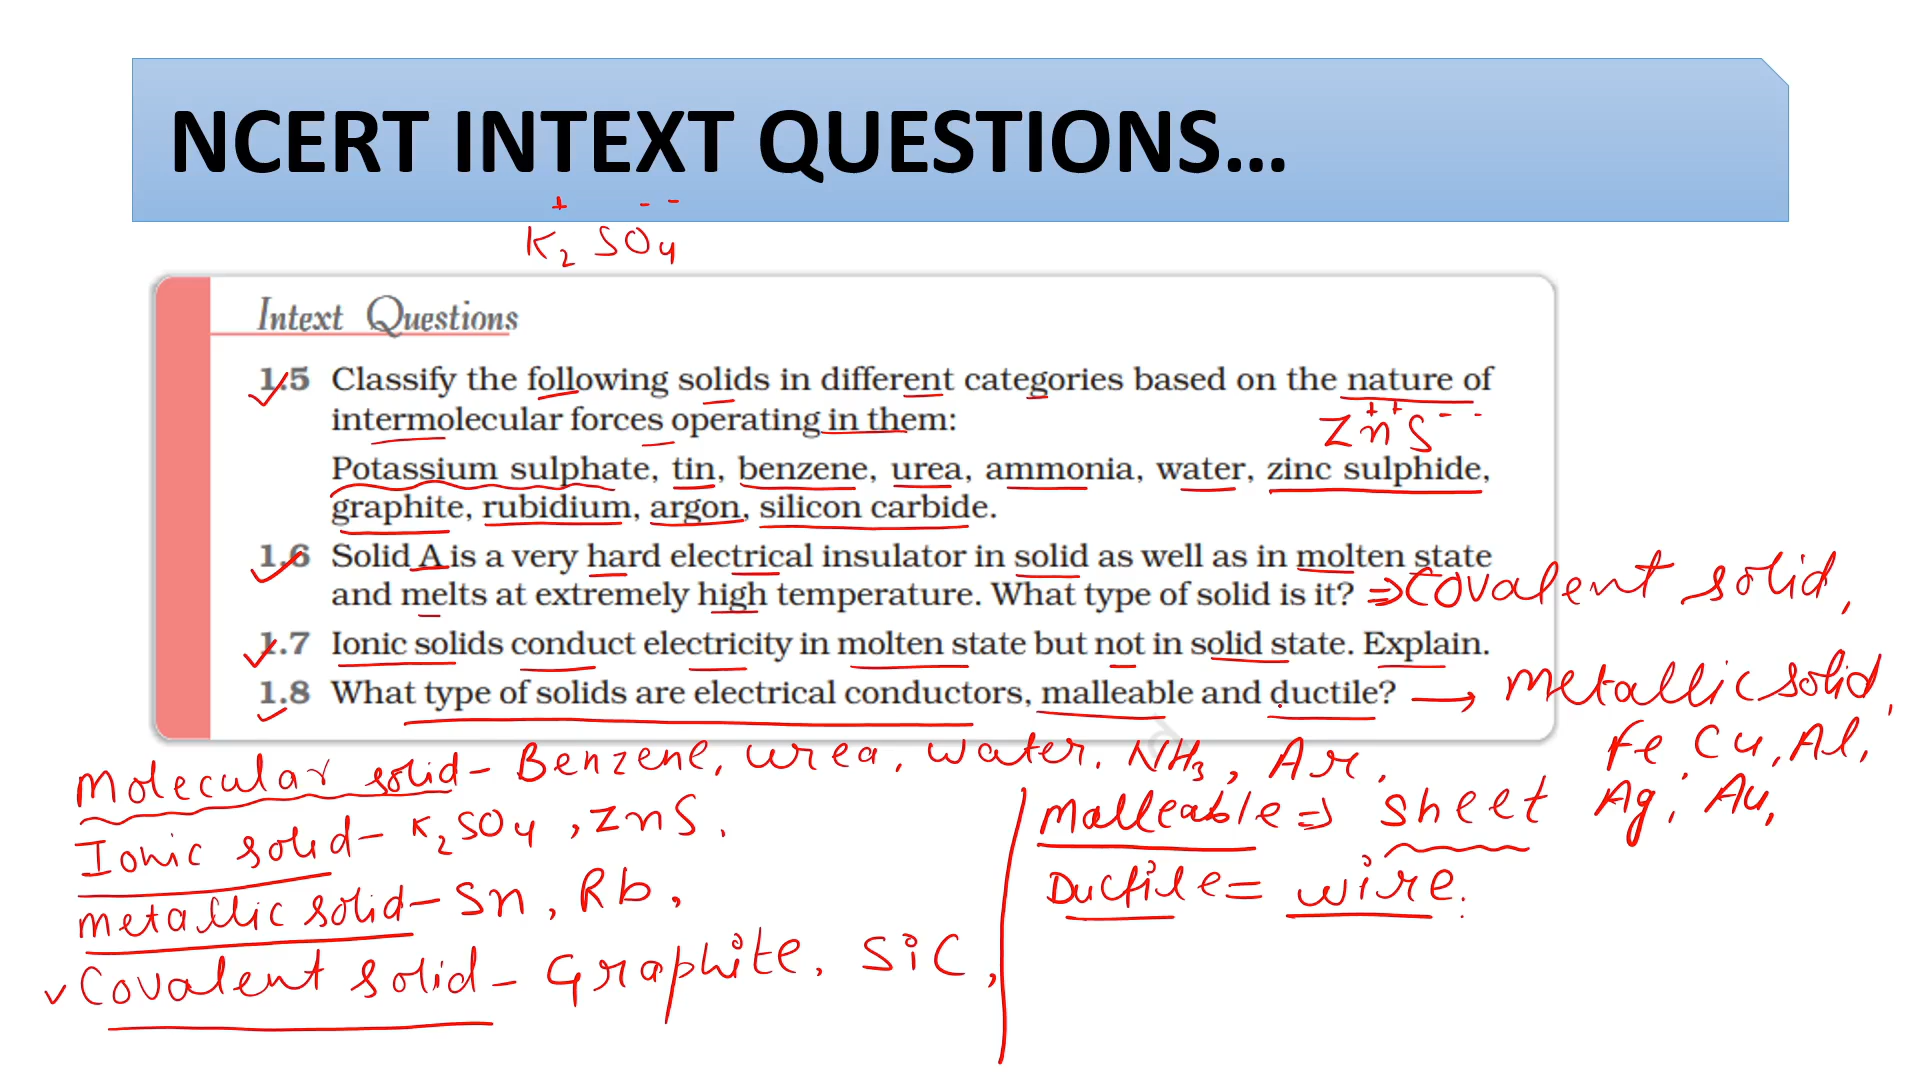 NCERT INTEXT QUESTIONS...
+ - -
K2 SO4
Intext Questions
1.5 Classify the following solids in different categories based on the nature of
intermolecular forces operating in them:
++ - -
ZnS
Potassium sulphate, tin, benzene, urea, ammonia, water, zinc sulphide,
graphite, rubidium, argon, silicon carbide.
1.6 Solid A is a very hard electrical insulator in solid as well as in molten state
and melts at extremely high temperature. What type of solid is it? ⇒ Covalent solid,
1.7 Ionic solids conduct electricity in molten state but not in solid state. Explain.
1.8 What type of solids are electrical conductors, malleable and ductile? → Metallic solid,
Fe Cu, Al,
Ag, Au,
Molecular solid - Benzene, urea, water, NH3, Ar,
Ionic solid - K2SO4, ZnS,
metallic solid - Sn, Rb,
Covalent solid - Graphite, SiC,
Malleable ⇒ sheet
Ductile = wire.